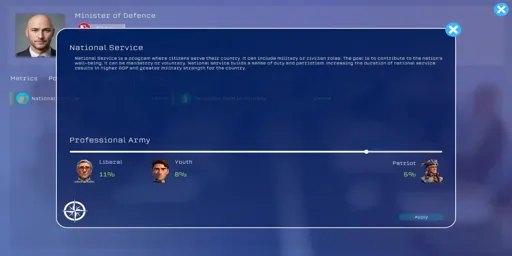 Minister of Defence
National Service
National Service is a program where citizens serve their country. It can include military or civilian roles. The goal is to contribute to the nation's
well-being. It can be mandatory or voluntary. National service builds a sense of duty and patriotism. Increasing the duration of national service
results in higher GDP and greater military strength for the country.
Metrics
National
Professional Army
Liberal
11%
Youth
8%
Patriot
6%
Apply